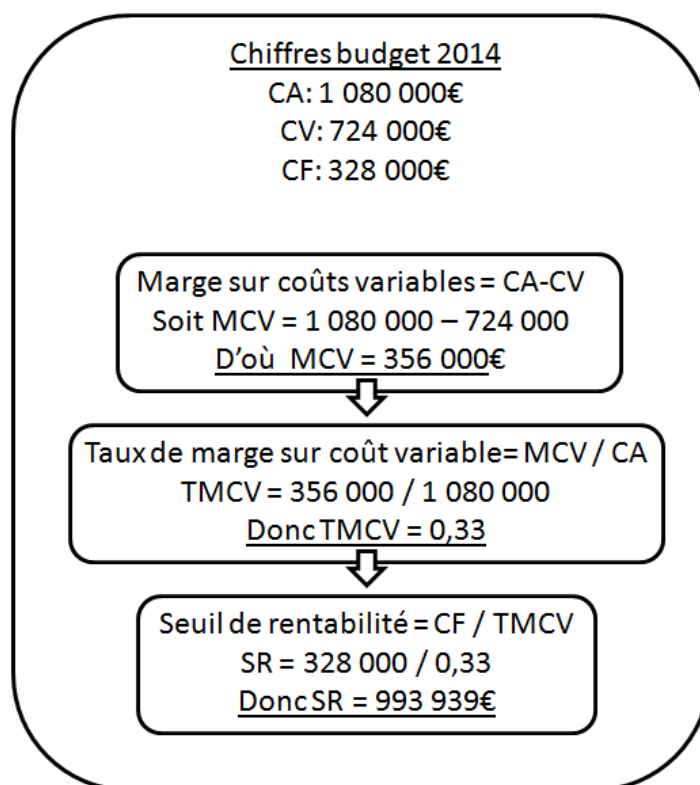 Chiffres budget 2014
CA: 1 080 000€
CV: 724 000€
CF: 328 000€
Marge sur coûts variables = CA-CV
Soit MCV = 1 080 000 – 724 000
D’où MCV = 356 000€
Taux de marge sur coût variable= MCV / CA
TMCV = 356 000 / 1 080 000
Donc TMCV = 0,33
Seuil de rentabilité = CF / TMCV
SR = 328 000 / 0,33
Donc SR = 993 939€